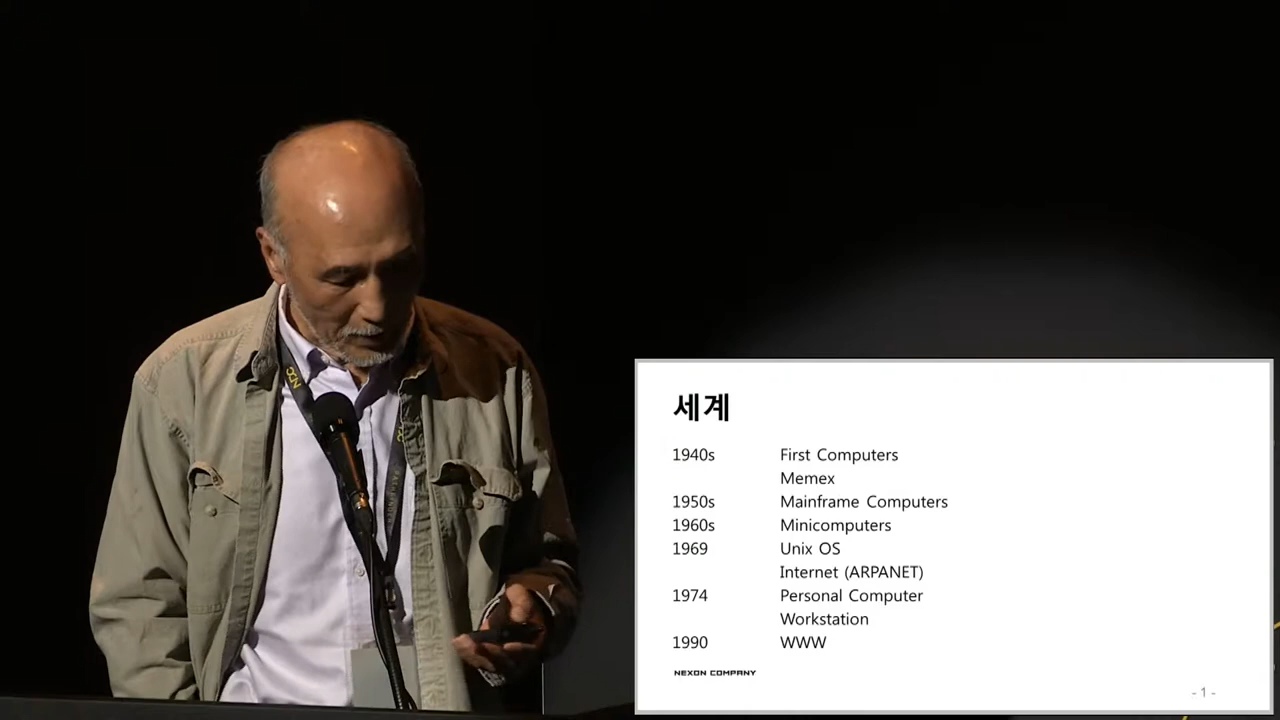 NDC
세계
1940s First Computers
Memex
1950s Mainframe Computers
1960s Minicomputers
1969 Unix OS
Internet (ARPANET)
1974 Personal Computer
Workstation
1990 WWW
NEXON COMPANY
- 1 -